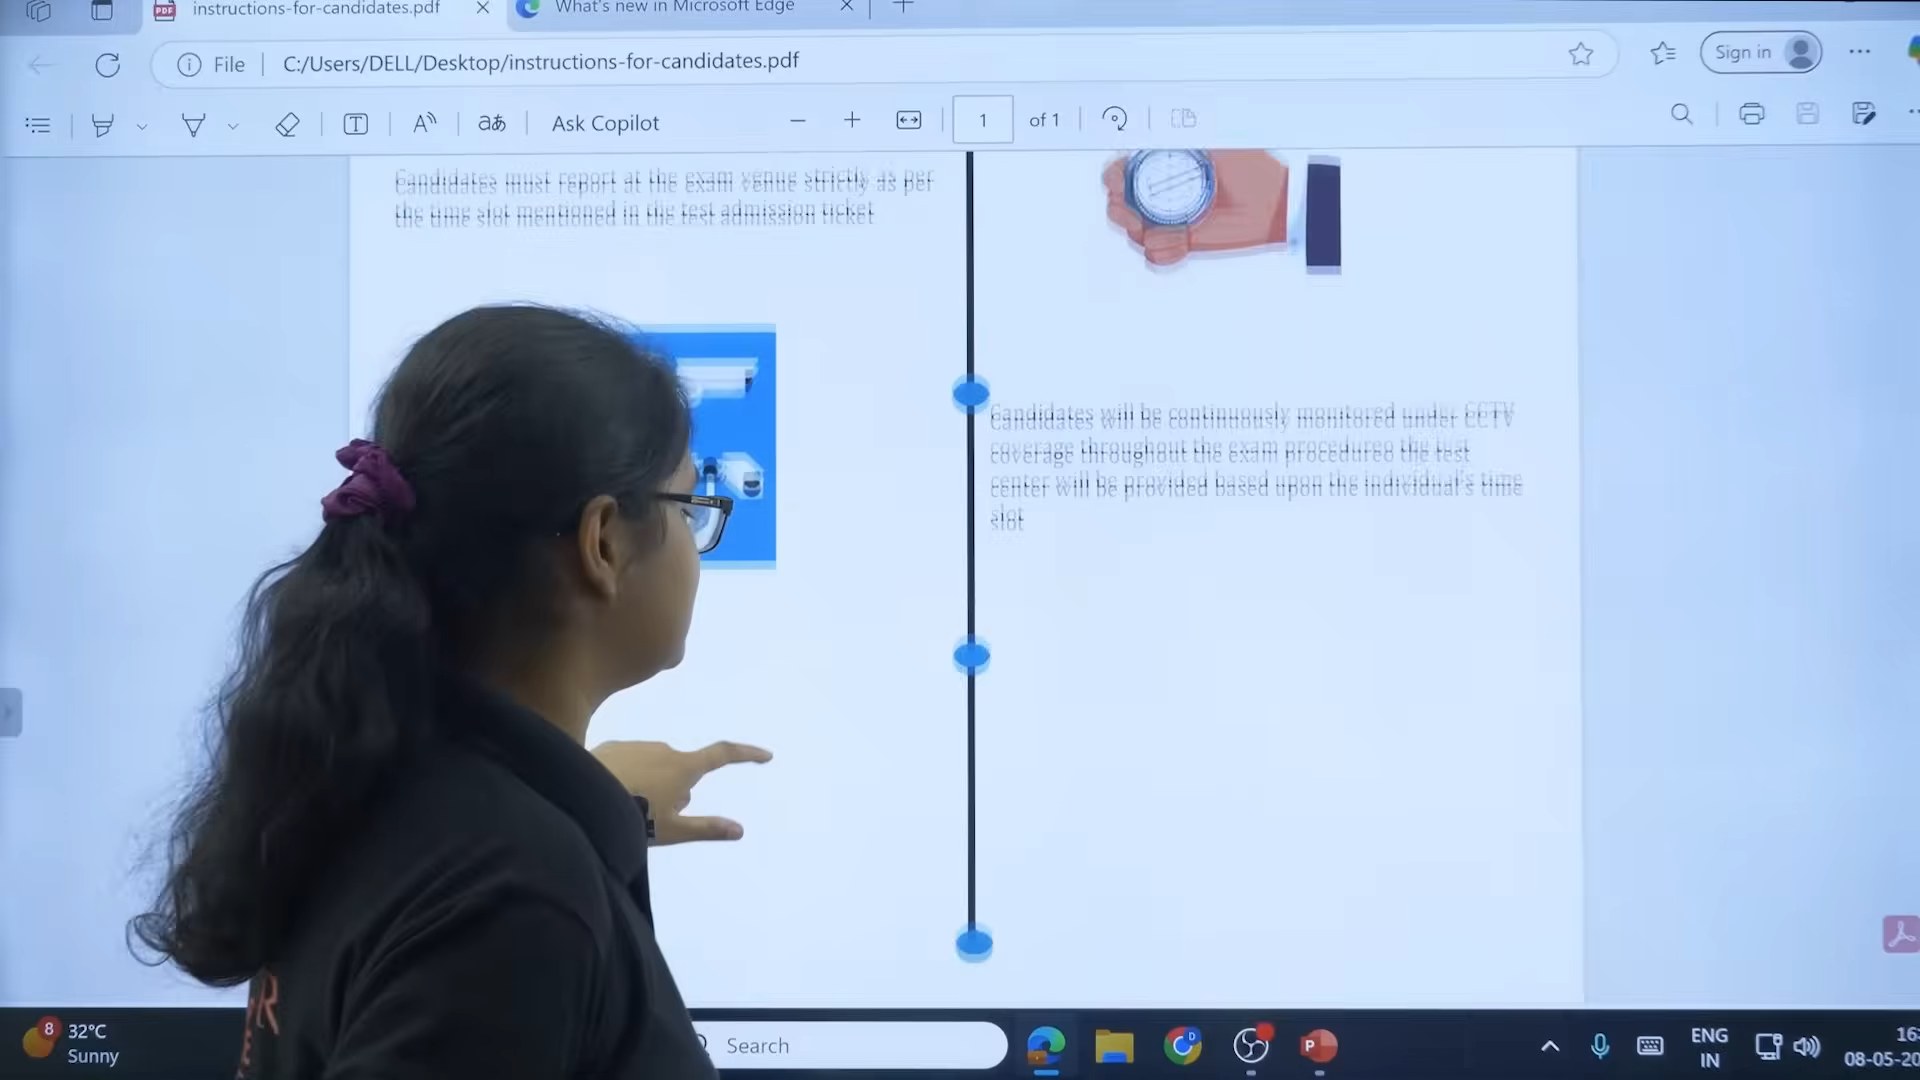 instructions-for-candidates.pdf
What's new in Microsoft Edge
File
C:/Users/DELL/Desktop/instructions-for-candidates.pdf
Sign in
Ask Copilot
1 of 1
Candidates must report at the exam venue strictly as per
the time slot mentioned in the test admission ticket
Candidates will be continuously monitored under CCTV
coverage throughout the exam procedureo the test
center will be provided based upon the individual's time
slot
8
32°C
Sunny
Search
ENG
IN
16:
08-05-20